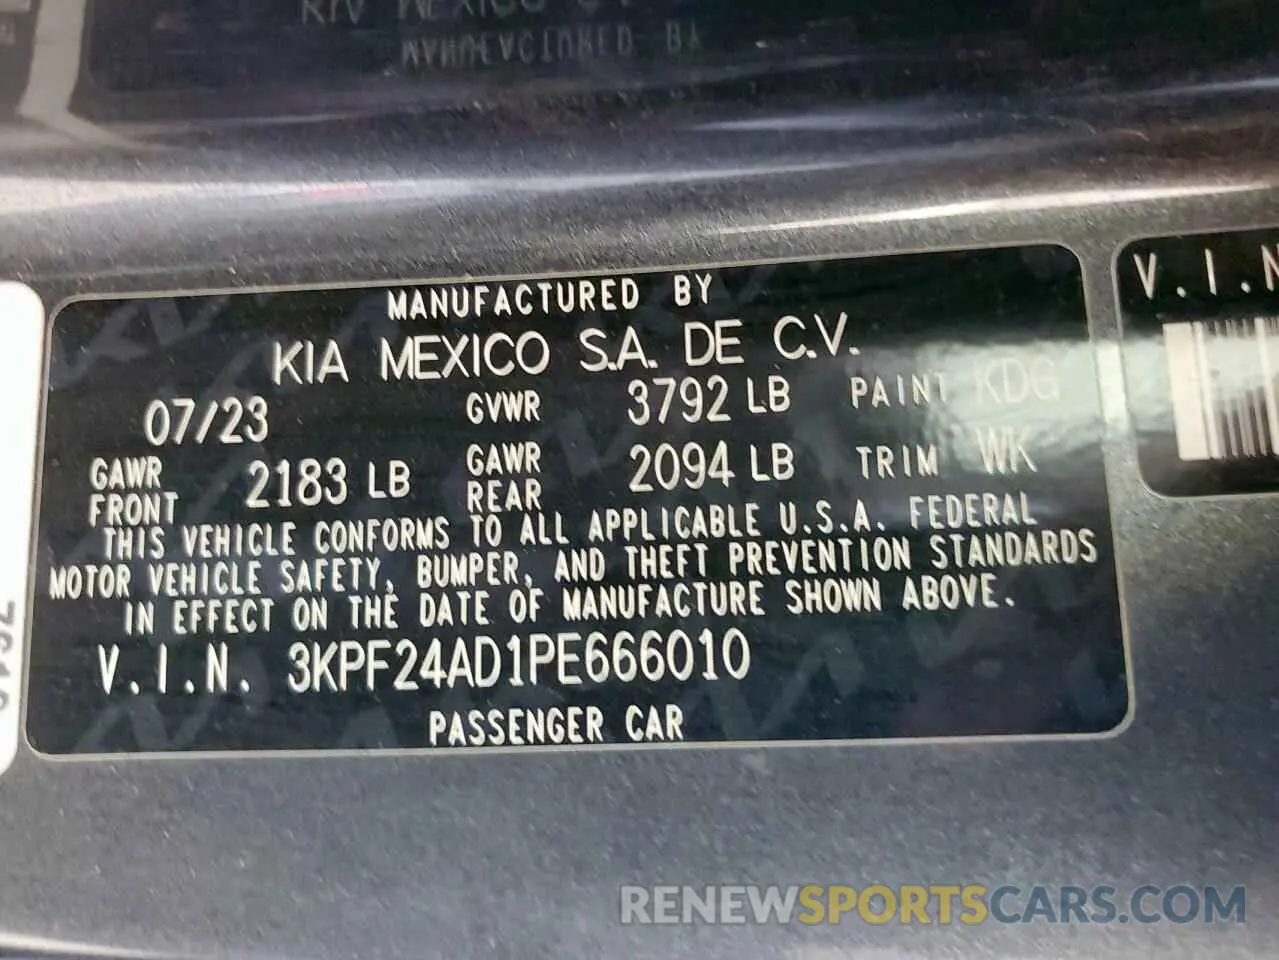 MANUFACTURED BY
KIA MEXICO S.A. DE C.V.
07/23 GVWR 3792 LB PAINT KDG
GAWR FRONT 2183 LB GAWR REAR 2094 LB TRIM WK
THIS VEHICLE CONFORMS TO ALL APPLICABLE U.S.A. FEDERAL
MOTOR VEHICLE SAFETY, BUMPER, AND THEFT PREVENTION STANDARDS
IN EFFECT ON THE DATE OF MANUFACTURE SHOWN ABOVE.
V.I.N. 3KPF24AD1PE666010
PASSENGER CAR
V.I.N
RENEWSPORTSCARS.COM